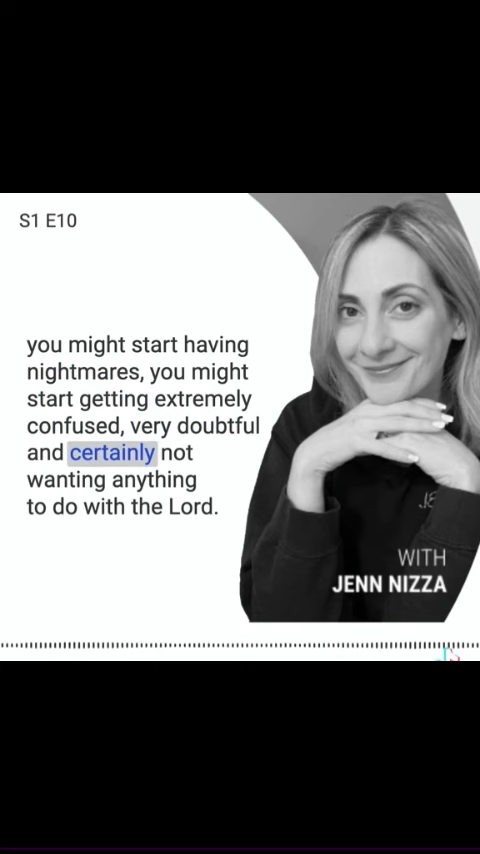 S1 E10
you might start having
nightmares, you might
start getting extremely
confused, very doubtful
and certainly not
wanting anything
to do with the Lord.
WITH
JENN NIZZA